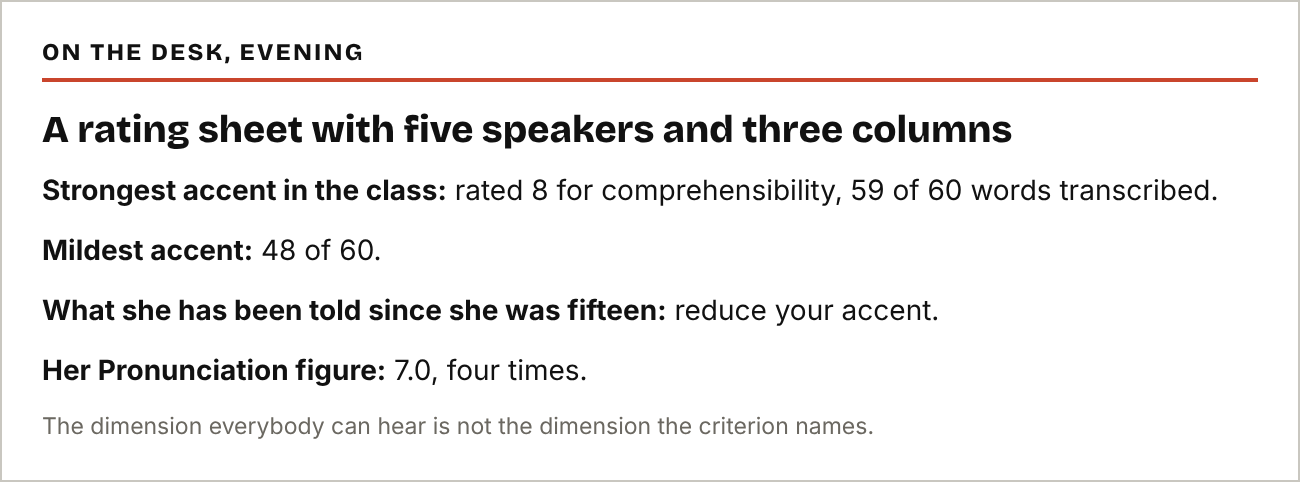 ON THE DESK, EVENING
A rating sheet with five speakers and three columns
Strongest accent in the class: rated 8 for comprehensibility, 59 of 60 words transcribed.
Mildest accent: 48 of 60.
What she has been told since she was fifteen: reduce your accent.
Her Pronunciation figure: 7.0, four times.
The dimension everybody can hear is not the dimension the criterion names.